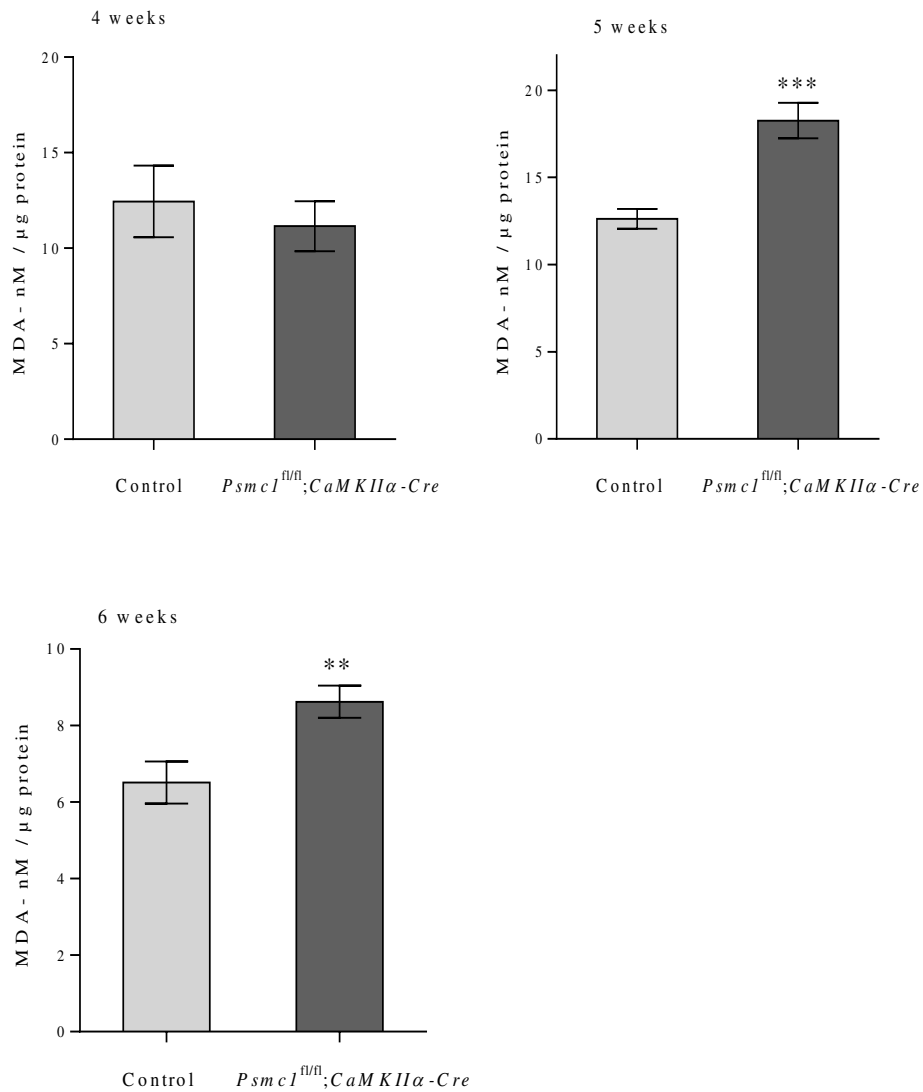 4 weeks
20
15
10
5
0
MDA- nM / µg protein
Control
Psmc1fl/fl;CaMKIIα-Cre
5 weeks
20
15
10
5
0
MDA- nM / µg protein
***
Control
Psmc1fl/fl;CaMKIIα-Cre
6 weeks
10
8
6
4
2
0
MDA- nM / µg protein
**
Control
Psmc1fl/fl;CaMKIIα-Cre